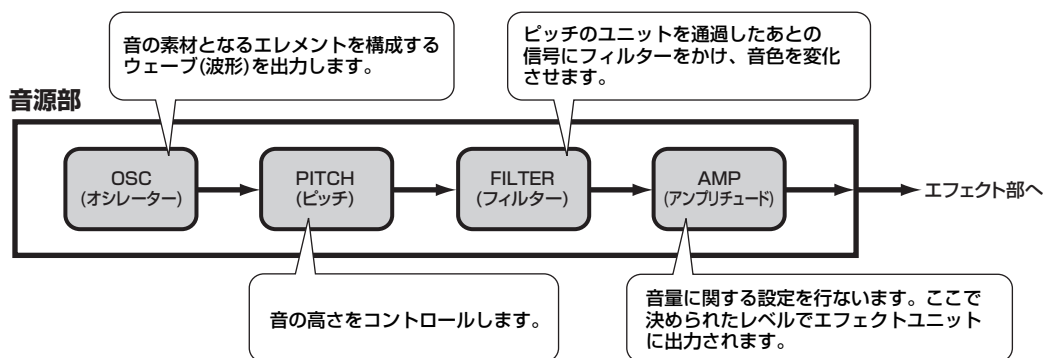 音の素材となるエレメントを構成する
ウェーブ(波形)を出力します。
ピッチのユニットを通過したあとの
信号にフィルターをかけ、音色を変化
させます。
音源部
OSC
(オシレーター)
PITCH
(ピッチ)
FILTER
(フィルター)
AMP
(アンプリチュード)
エフェクト部へ
音の高さをコントロールします。
音量に関する設定を行ないます。ここで
決められたレベルでエフェクトユニット
に出力されます。